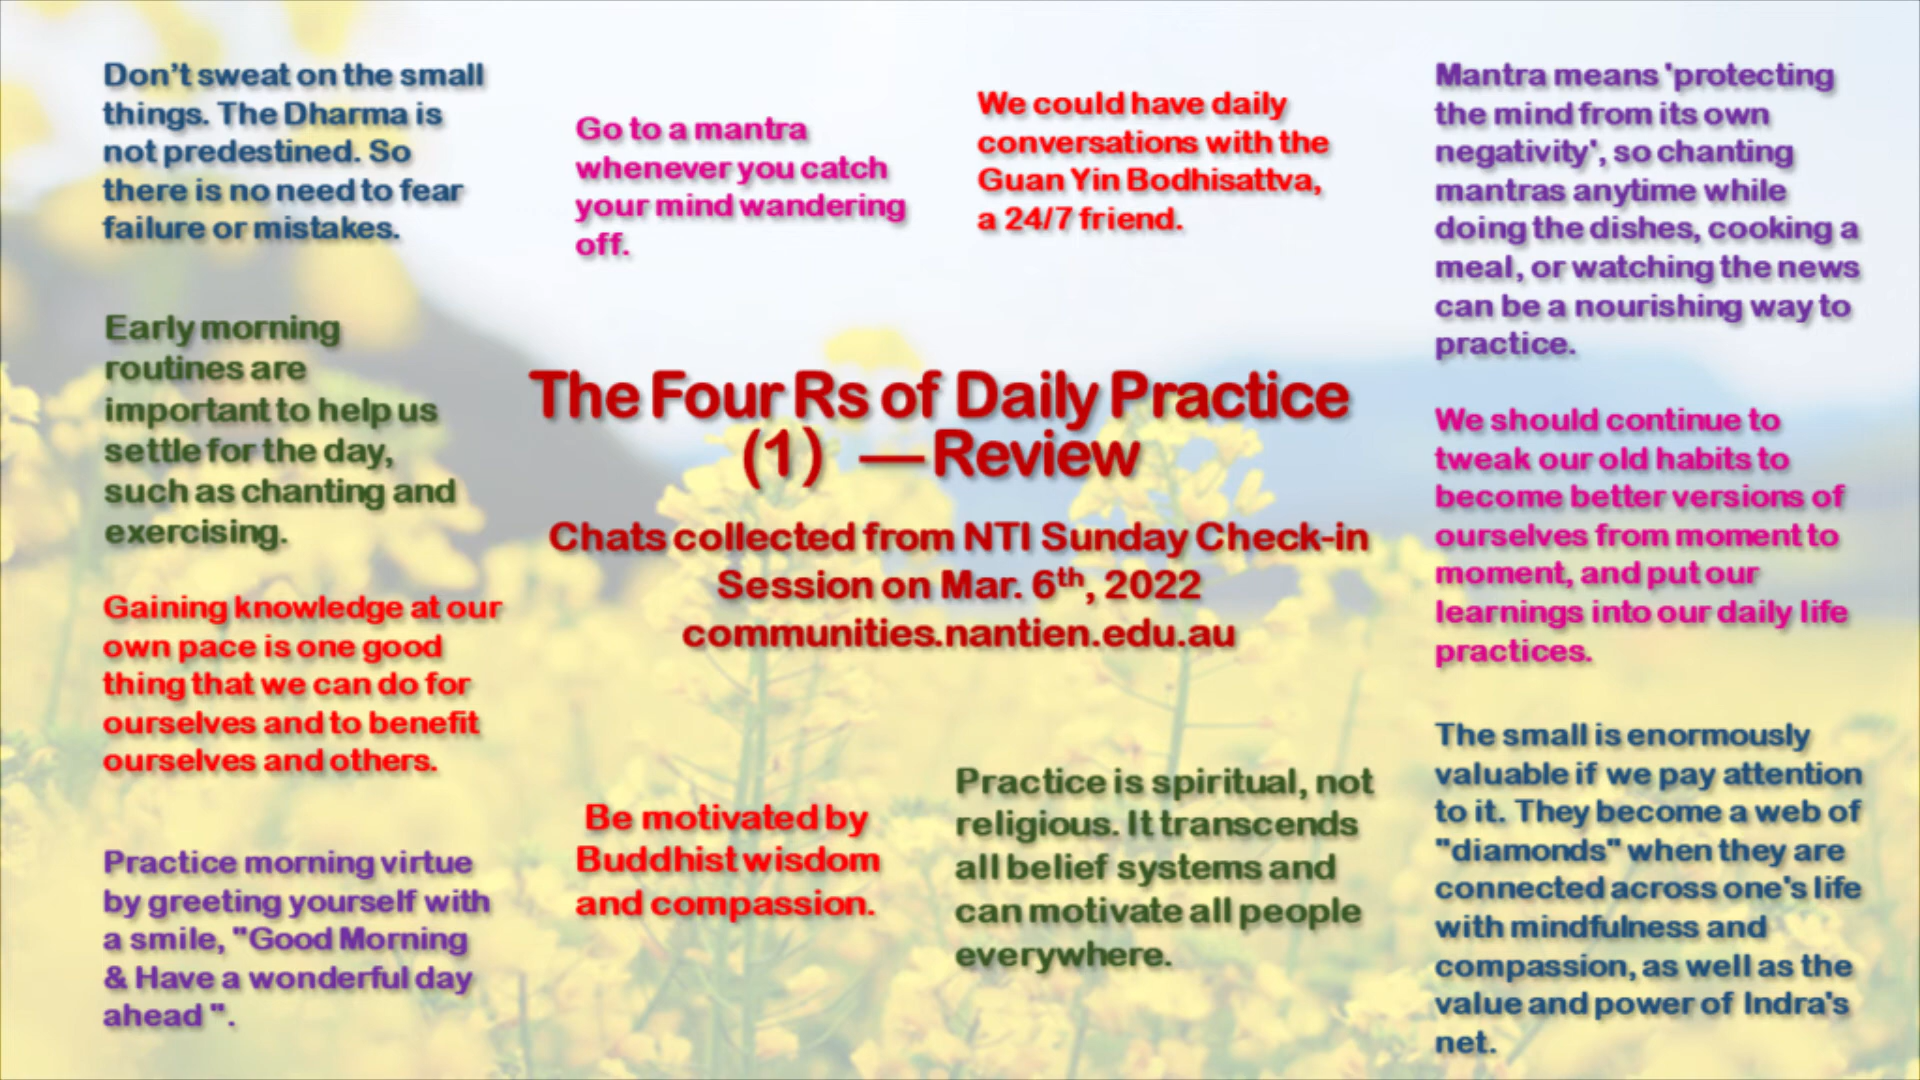 Don't sweat on the small
things. The Dharma is
not predestined. So
there is no need to fear
failure or mistakes.
Go to a mantra
whenever you catch
your mind wandering
off.
We could have daily
conversations with the
Guan Yin Bodhisattva,
a 24/7 friend.
Mantra means 'protecting
the mind from its own
negativity', so chanting
mantras anytime while
doing the dishes, cooking a
meal, or watching the news
can be a nourishing way to
practice.
Early morning
routines are
important to help us
settle for the day,
such as chanting and
exercising.
The Four Rs of Daily Practice
(1) — Review
Chats collected from NTI Sunday Check-in
Session on Mar. 6th, 2022
communities.nantien.edu.au
We should continue to
tweak our old habits to
become better versions of
ourselves from moment to
moment, and put our
learnings into our daily life
practices.
Gaining knowledge at our
own pace is one good
thing that we can do for
ourselves and to benefit
ourselves and others.
Practice morning virtue
by greeting yourself with
a smile, "Good Morning
& Have a wonderful day
ahead ".
Be motivated by
Buddhist wisdom
and compassion.
Practice is spiritual, not
religious. It transcends
all belief systems and
can motivate all people
everywhere.
The small is enormously
valuable if we pay attention
to it. They become a web of
"diamonds" when they are
connected across one's life
with mindfulness and
compassion, as well as the
value and power of Indra's
net.